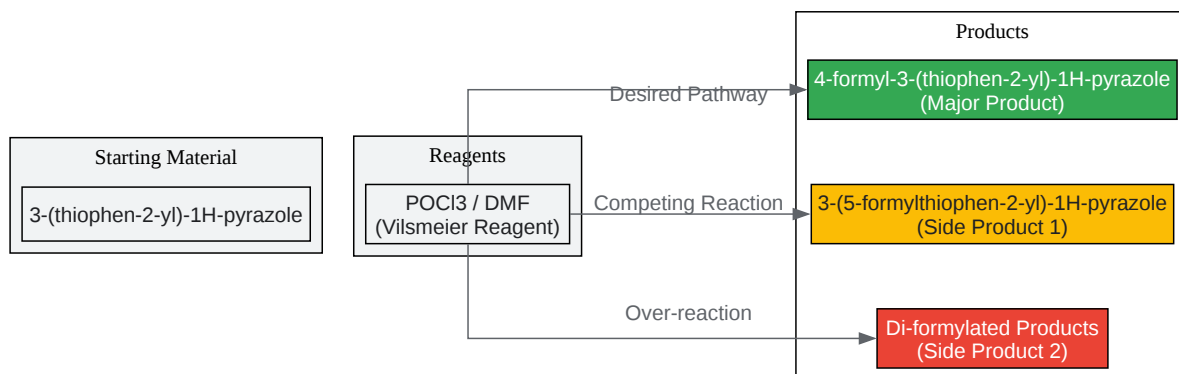 Products
4-formyl-3-(thiophen-2-yl)-1H-pyrazole
(Major Product)
Desired Pathway
Starting Material
3-(thiophen-2-yl)-1H-pyrazole
Reagents
POCl3 / DMF
(Vilsmeier Reagent)
Competing Reaction
3-(5-formylthiophen-2-yl)-1H-pyrazole
(Side Product 1)
Over-reaction
Di-formylated Products
(Side Product 2)